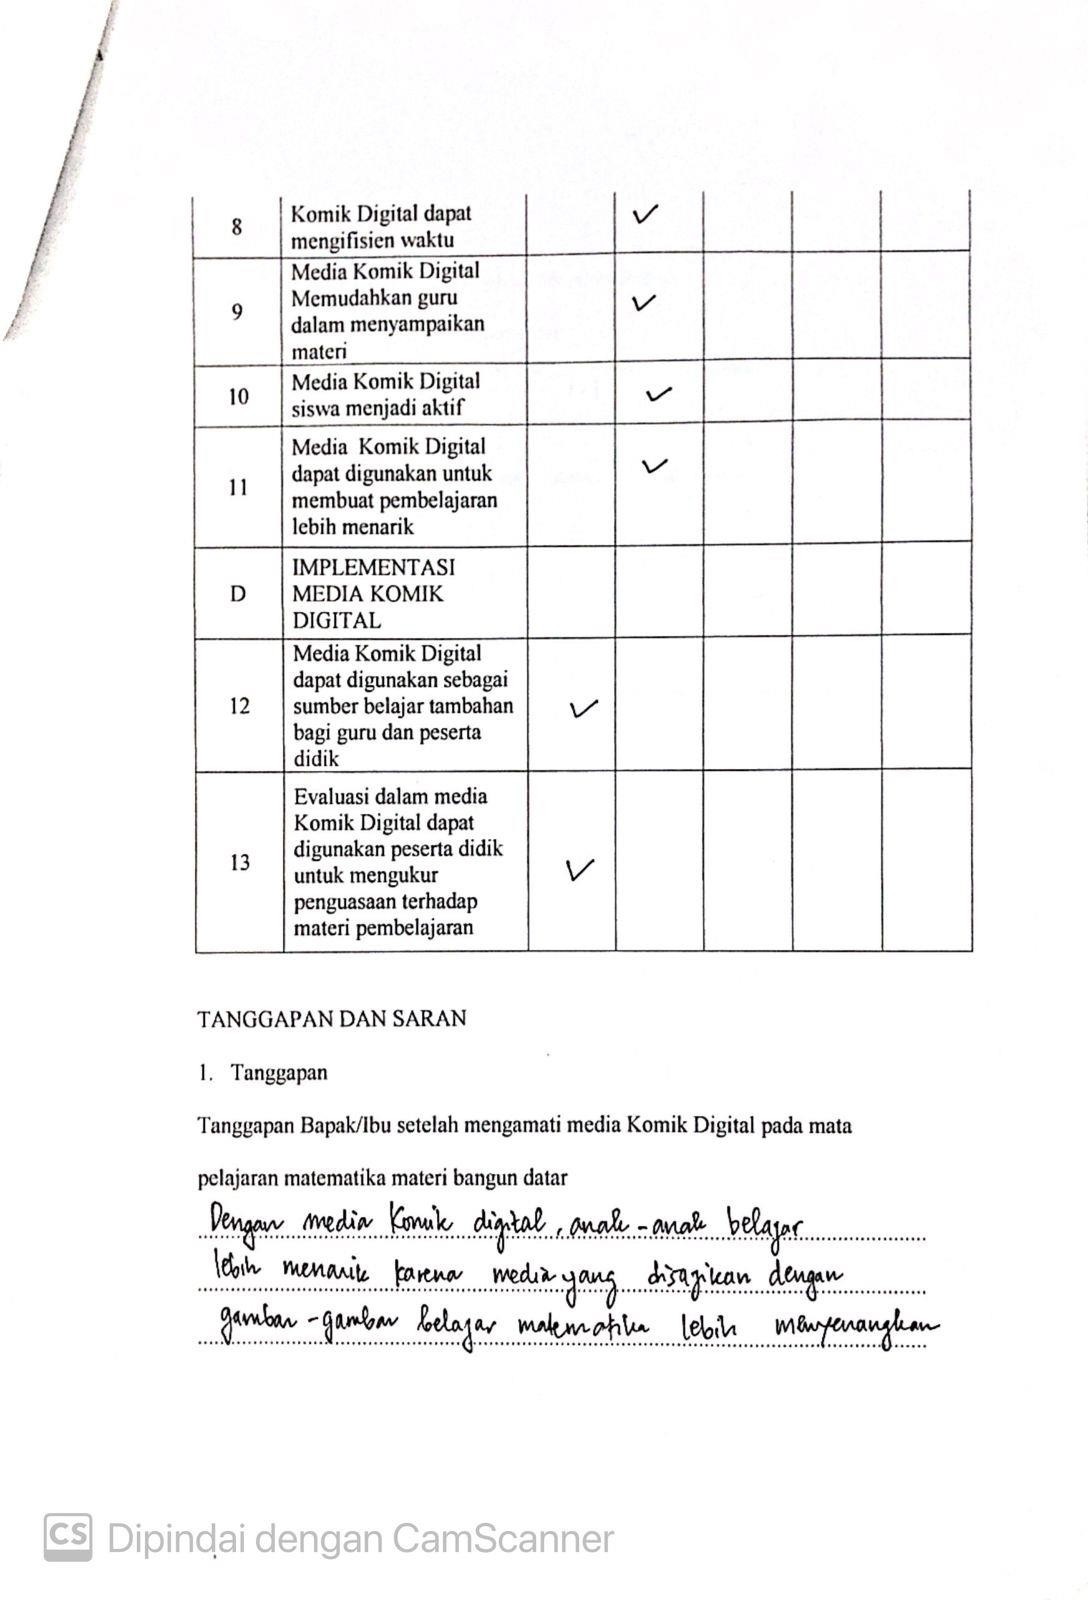 8
Komik Digital dapat
mengifisien waktu
✓
9
Media Komik Digital
Memudahkan guru
dalam menyampaikan
materi
✓
10
Media Komik Digital
siswa menjadi aktif
✓
11
Media Komik Digital
dapat digunakan untuk
membuat pembelajaran
lebih menarik
✓
D
IMPLEMENTASI
MEDIA KOMIK
DIGITAL
12
Media Komik Digital
dapat digunakan sebagai
sumber belajar tambahan
bagi guru dan peserta
didik
✓
13
Evaluasi dalam media
Komik Digital dapat
digunakan peserta didik
untuk mengukur
penguasaan terhadap
materi pembelajaran
✓
TANGGAPAN DAN SARAN
1. Tanggapan
Tanggapan Bapak/Ibu setelah mengamati media Komik Digital pada mata
pelajaran matematika materi bangun datar
Dengan media Komik digital, anak-anak belajar
lebih menarik karena media yang disajikan dengan
gambar-gambar belajar matematika lebih menyenangkan
CS Dipindai dengan CamScanner